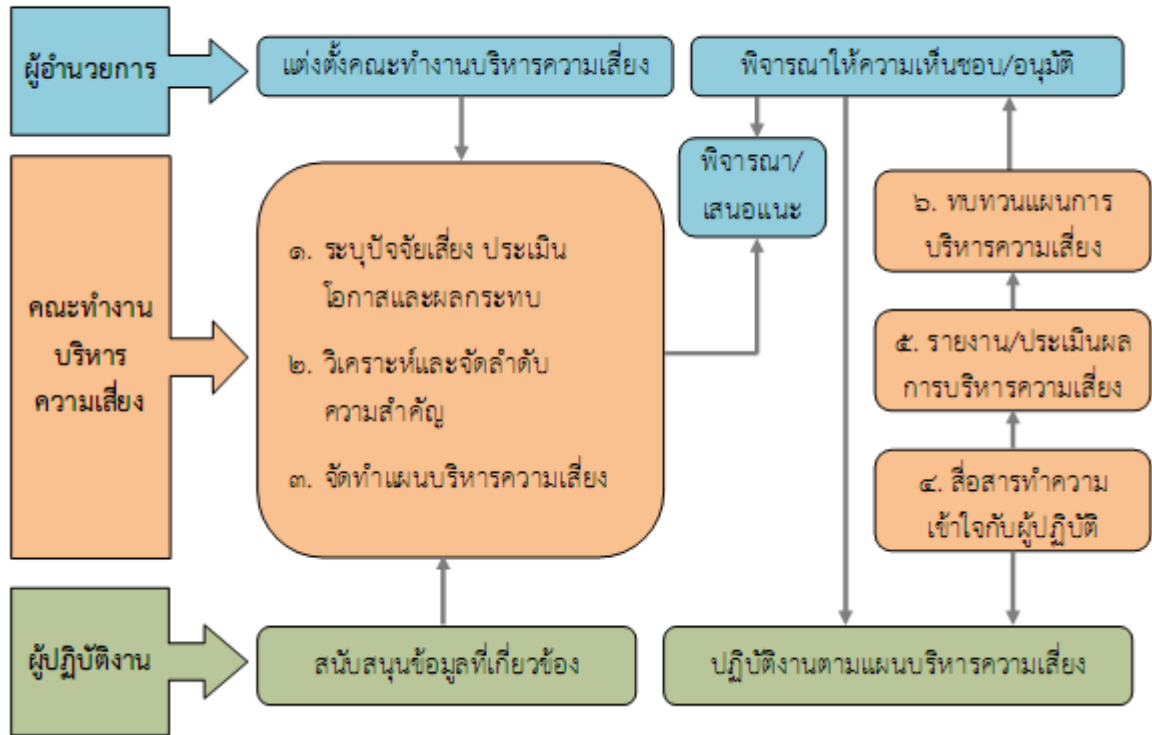 ผู้อำนวยการ
แต่งตั้งคณะทำงานบริหารความเสี่ยง
พิจารณาให้ความเห็นชอบ/อนุมัติ
พิจารณา/
เสนอแนะ
คณะทำงาน
บริหาร
ความเสี่ยง
๑. ระบุปัจจัยเสี่ยง ประเมิน
โอกาสและผลกระทบ
๒. วิเคราะห์และจัดลำดับ
ความสำคัญ
๓. จัดทำแผนบริหารความเสี่ยง
๖. ทบทวนแผนการ
บริหารความเสี่ยง
๕. รายงาน/ประเมินผล
การบริหารความเสี่ยง
๔. สื่อสารทำความ
เข้าใจกับผู้ปฏิบัติ
ผู้ปฏิบัติงาน
สนับสนุนข้อมูลที่เกี่ยวข้อง
ปฏิบัติงานตามแผนบริหารความเสี่ยง